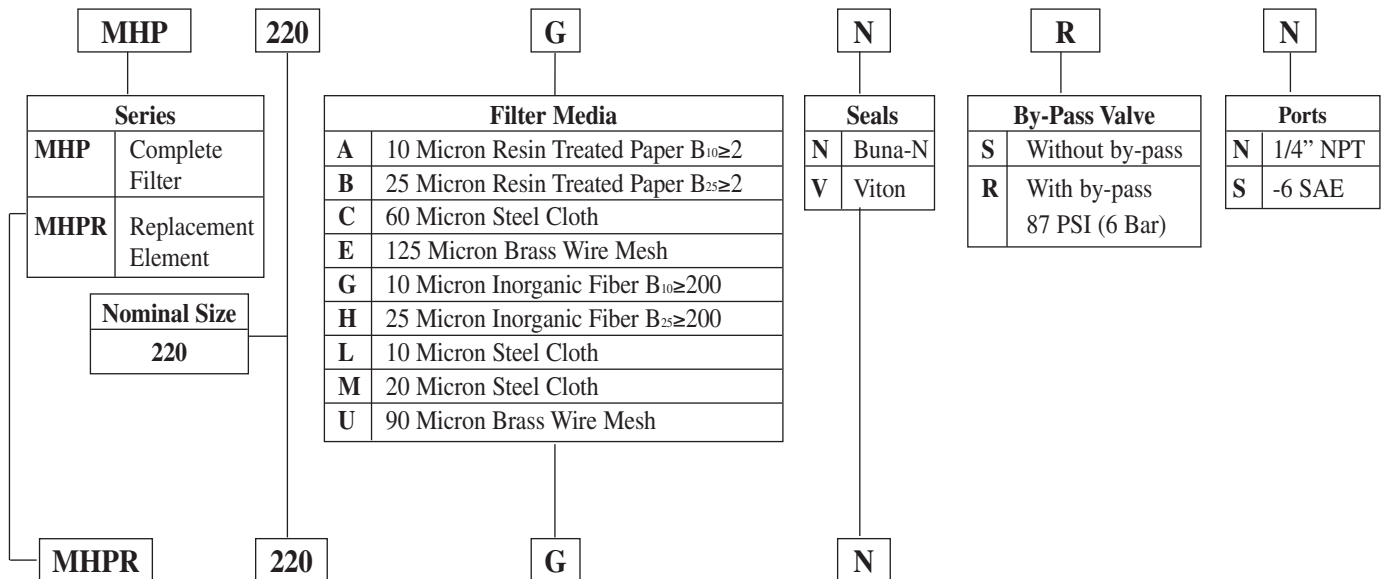 MHP 220 G N R N
Series
MHP Complete
Filter
MHPR Replacement
Element
Nominal Size
220
Filter Media
A 10 Micron Resin Treated Paper B10≥2
B 25 Micron Resin Treated Paper B25≥2
C 60 Micron Steel Cloth
E 125 Micron Brass Wire Mesh
G 10 Micron Inorganic Fiber B10≥200
H 25 Micron Inorganic Fiber B25≥200
L 10 Micron Steel Cloth
M 20 Micron Steel Cloth
U 90 Micron Brass Wire Mesh
Seals
N Buna-N
V Viton
By-Pass Valve
S Without by-pass
R With by-pass
87 PSI (6 Bar)
Ports
N 1/4” NPT
S -6 SAE
MHPR 220 G N